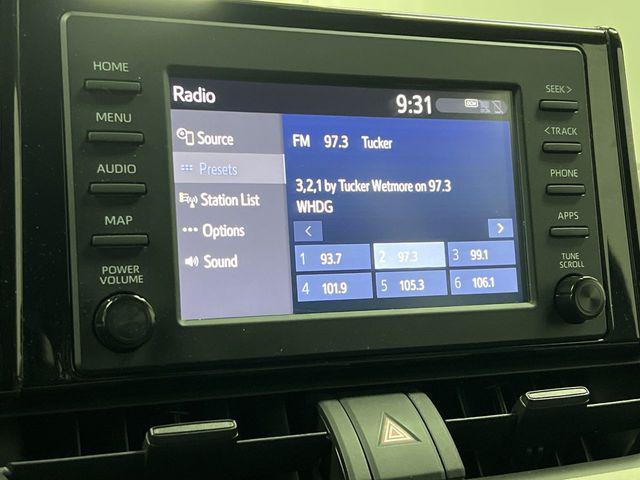 HOME
MENU
AUDIO
MAP
POWER
VOLUME
Radio
9:31
DCM
Source
Presets
Station List
Options
Sound
FM 97.3 Tucker
3,2,1 by Tucker Wetmore on 97.3
WHDG
< >
1 93.7 2 97.3 3 99.1
4 101.9 5 105.3 6 106.1
SEEK >
< TRACK
PHONE
APPS
TUNE
SCROLL